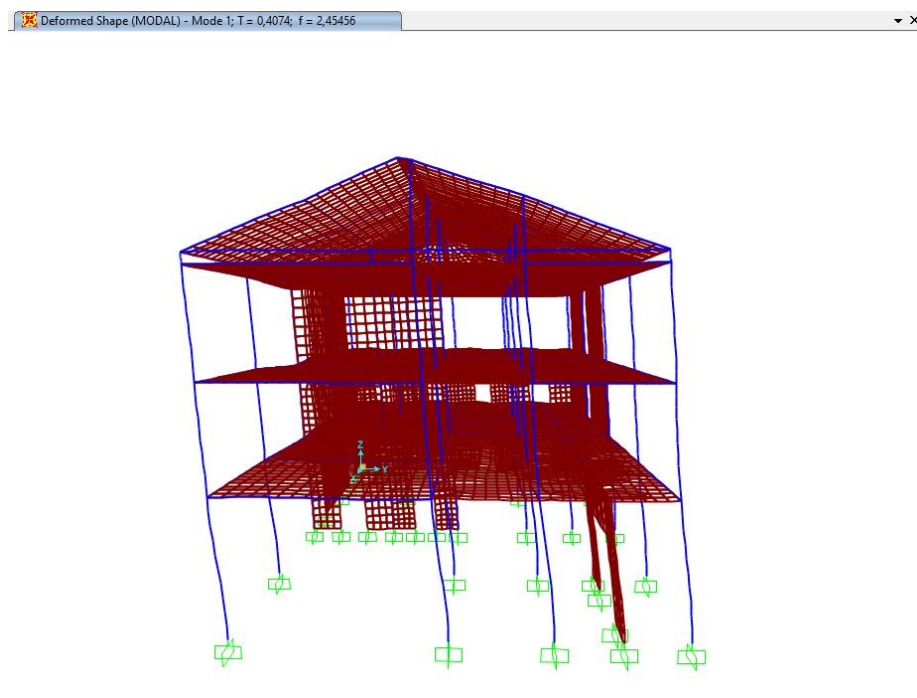 Deformed Shape (MODAL) - Mode 1; T = 0,4074; f = 2,45456
Z
X
Y